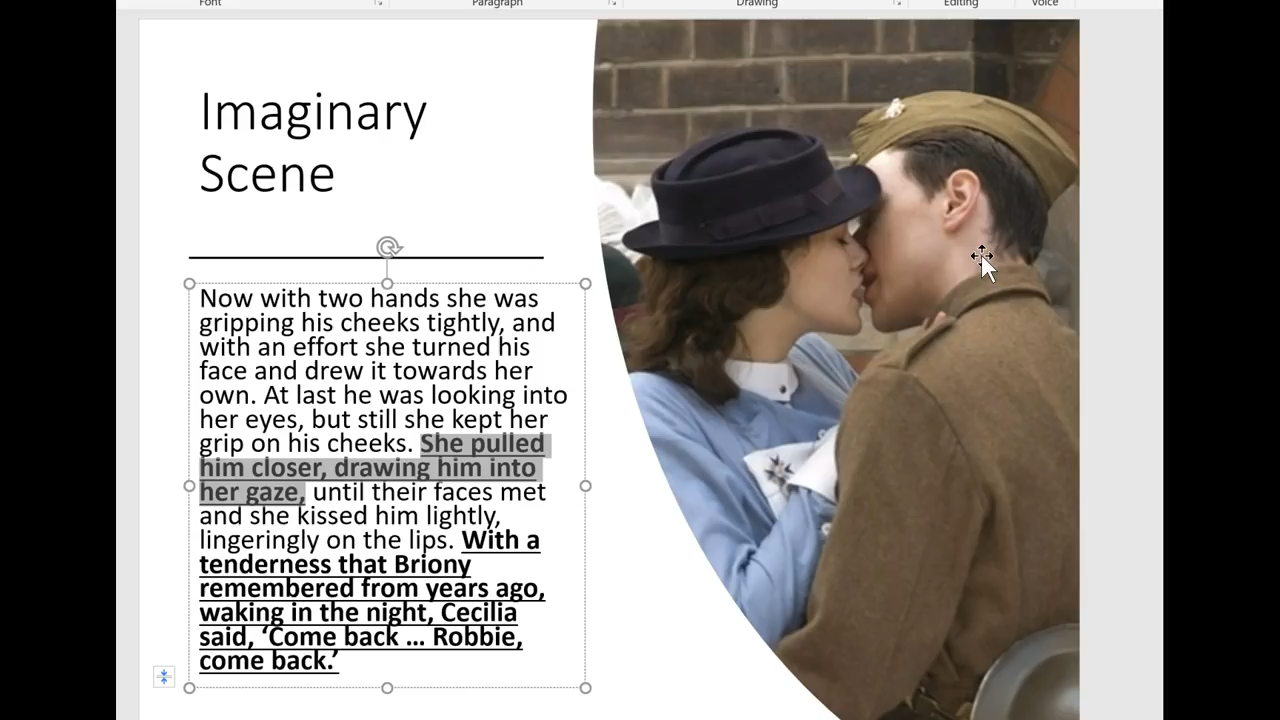 Font
Paragraph
Drawing
Editing
Voice
Imaginary
Scene
Now with two hands she was
gripping his cheeks tightly, and
with an effort she turned his
face and drew it towards her
own. At last he was looking into
her eyes, but still she kept her
grip on his cheeks. She pulled
him closer, drawing him into
her gaze, until their faces met
and she kissed him lightly,
lingeringly on the lips. With a
tenderness that Briony
remembered from years ago,
waking in the night, Cecilia
said, ‘Come back … Robbie,
come back.’